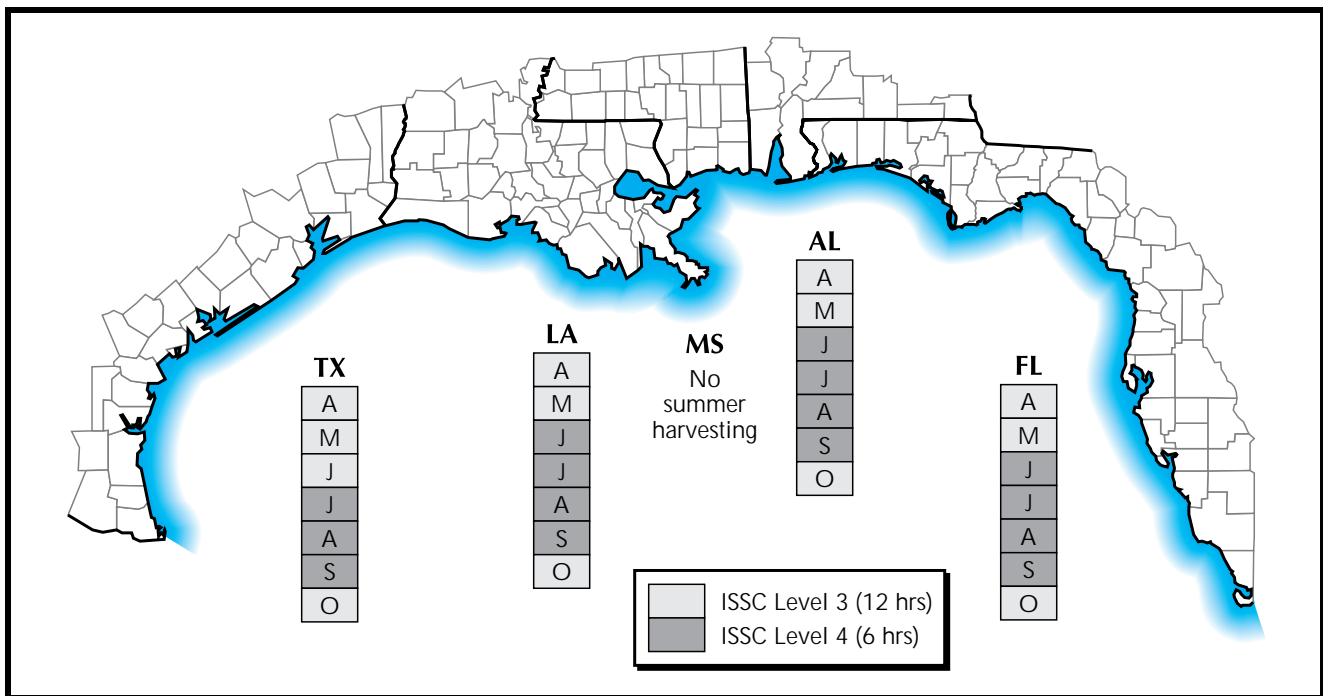 TX
A
M
J
J
A
S
O
LA
A
M
J
J
A
S
O
MS
No
summer
harvesting
AL
A
M
J
J
A
S
O
FL
A
M
J
J
A
S
O
ISSC Level 3 (12 hrs)
ISSC Level 4 (6 hrs)